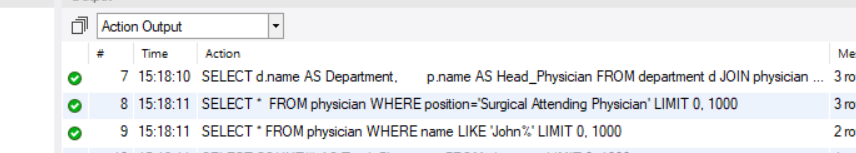 Action Output
# Time Action Mes
7 15:18:10 SELECT d.name AS Department, p.name AS Head_Physician FROM department d JOIN physician ... 3 ro
8 15:18:11 SELECT * FROM physician WHERE position='Surgical Attending Physician' LIMIT 0, 1000 3 ro
9 15:18:11 SELECT * FROM physician WHERE name LIKE 'John%' LIMIT 0, 1000 2 ro